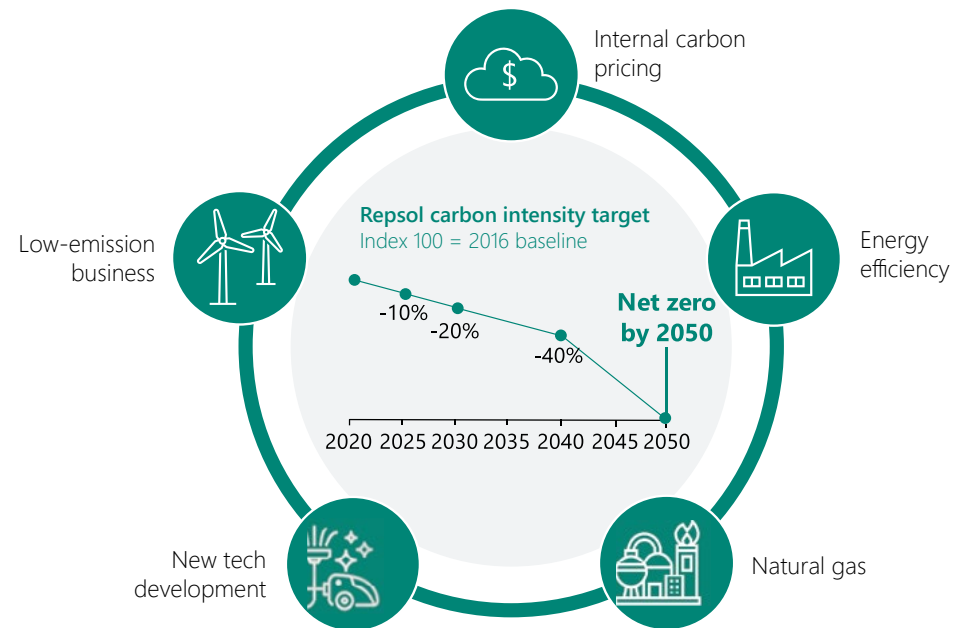 Internal carbon
pricing
$
Low-emission
business
Energy
efficiency
Repsol carbon intensity target
Index 100 = 2016 baseline
-10%
-20%
-40%
Net zero
by 2050
2020 2025 2030 2035 2040 2045 2050
New tech
development
Natural gas